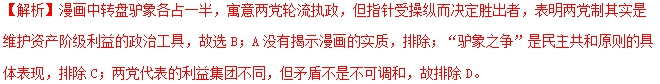 【解析】漫画中转盘驴象各占一半，寓意两党轮流执政，但指针受操纵而决定胜出者，表明两党制其实是
维护资产阶级利益的政治工具，故选 B；A 没有揭示漫画的实质，排除；“驴象之争”是民主共和原则的具
体表现，排除 C；两党代表的利益集团不同，但矛盾不是不可调和，故排除 D。